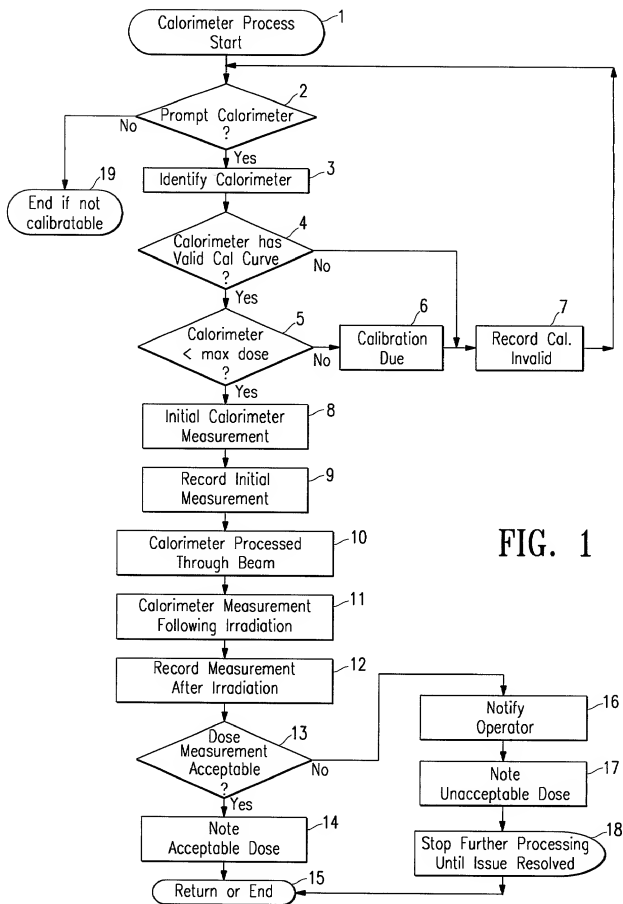 Calorimeter Process
Start
1
2
Prompt Calorimeter
?
No
Yes
19
End if not
calibratable
3
Identify Calorimeter
4
Calorimeter has
Valid Cal Curve
?
No
Yes
5
Calorimeter
< max dose
?
No
Yes
6
Calibration
Due
7
Record Cal.
Invalid
8
Initial Calorimeter
Measurement
9
Record Initial
Measurement
10
Calorimeter Processed
Through Beam
FIG. 1
11
Calorimeter Measurement
Following Irradiation
12
Record Measurement
After Irradiation
13
Dose
Measurement
Acceptable
?
No
Yes
16
Notify
Operator
17
Note
Unacceptable Dose
14
Note
Acceptable Dose
18
Stop Further Processing
Until Issue Resolved
15
Return or End